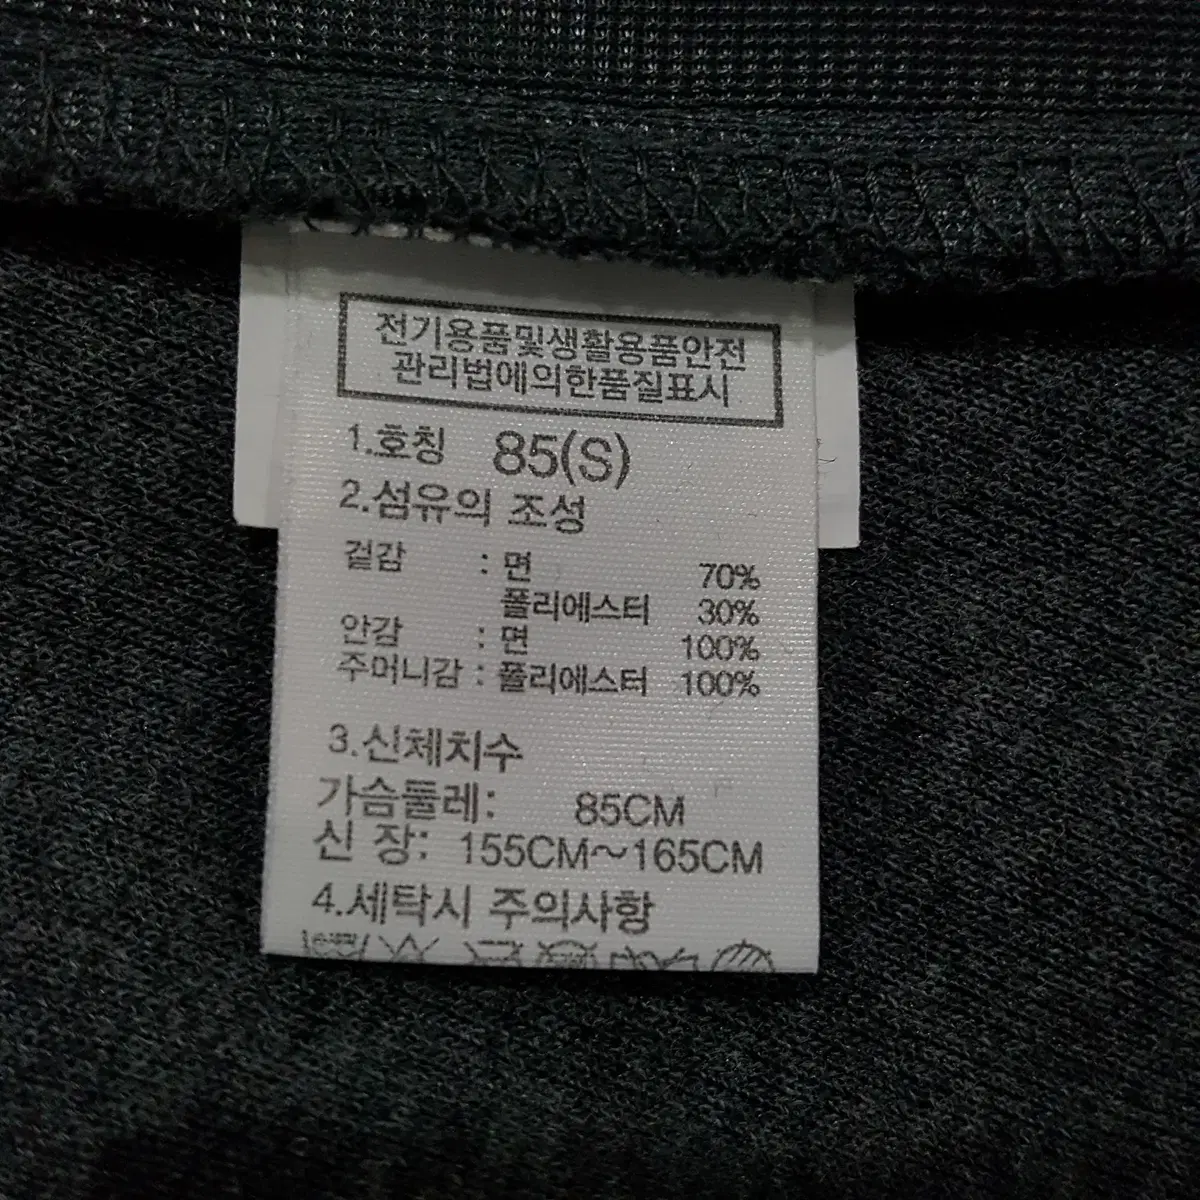 전기용품및생활용품안전
관리법에의한품질표시
1.호칭 85(S)
2.섬유의 조성
겉감 : 면 70%
폴리에스터 30%
안감 : 면 100%
주머니감 : 폴리에스터 100%
3.신체치수
가슴둘레: 85CM
신 장: 155CM~165CM
4.세탁시 주의사항